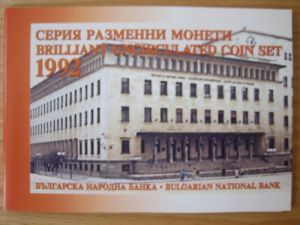 СЕРИЯ РАЗМЕННИ МОНЕТИ
BRILLIANT UNCIRCULATED COIN SET
1992
БЪЛГАРСКА НАРОДНА БАНКА • BULGARIAN NATIONAL BANK